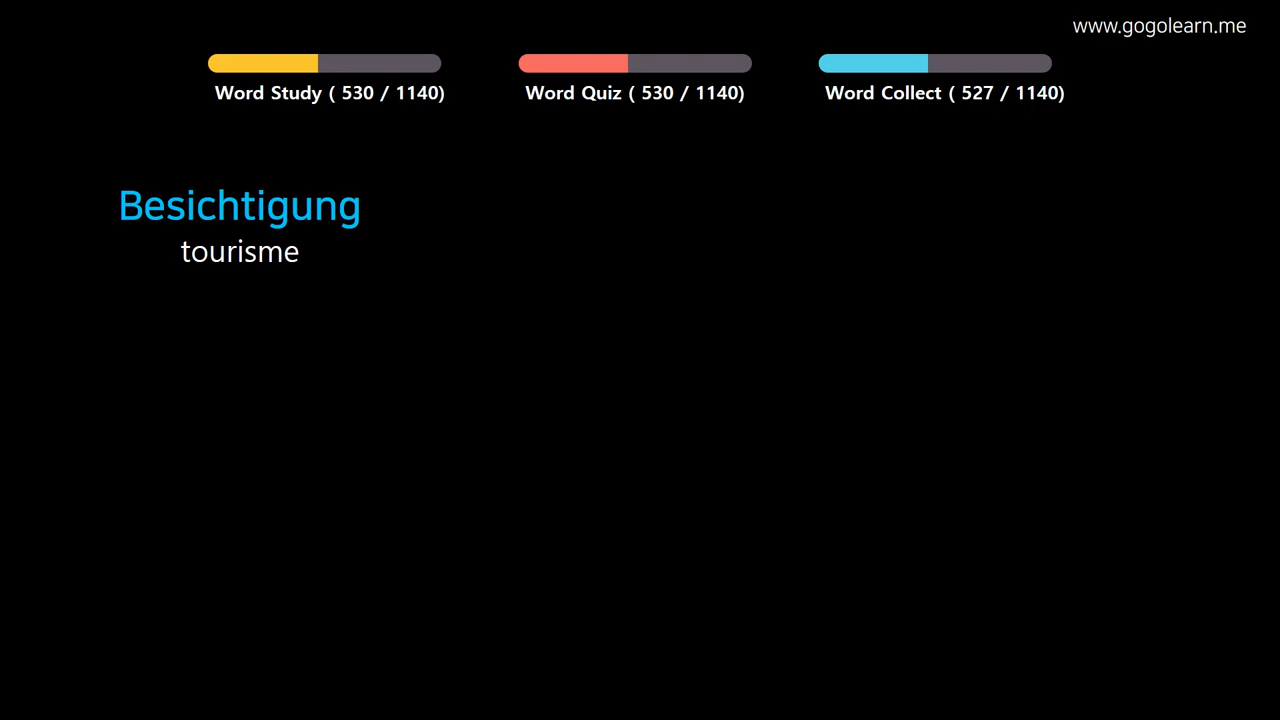 www.gogolearn.me
Word Study ( 530 / 1140)
Word Quiz ( 530 / 1140)
Word Collect ( 527 / 1140)
Besichtigung
tourisme